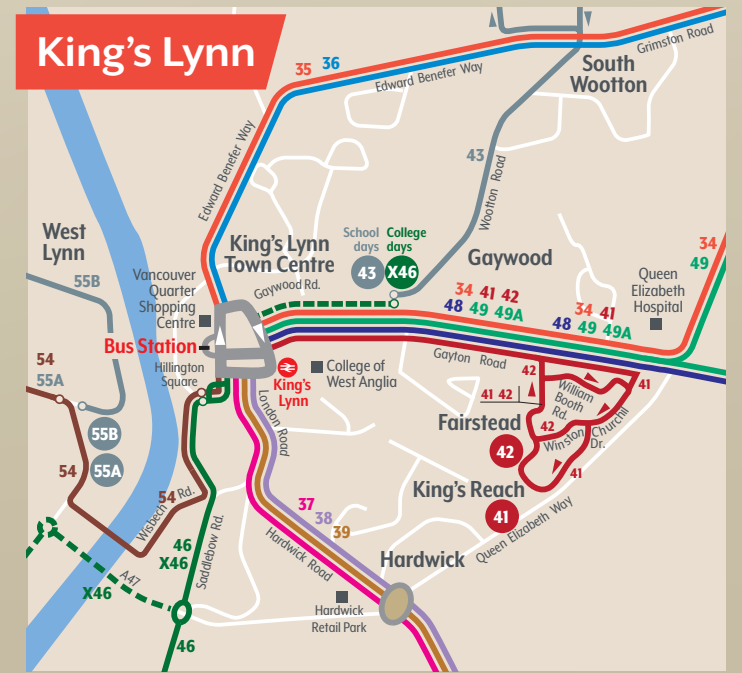 King's Lynn
35 36
Edward Benefer Way
Grimston Road
South
Wootton
43
Wootton Road
Edward Benefer Way
West
Lynn
55B
King's Lynn
Town Centre
School
days
College
days
43
X46
Gaywood
Gaywood Rd.
Vancouver
Quarter
Shopping
Centre
34 41 42
48 49 49A
34 41
48 49 49A
34
49
Queen
Elizabeth
Hospital
Bus Station
Hillington
Square
King's
Lynn
College of
West Anglia
Gayton Road
54
55A
London Road
42
41
41 42
William
Booth
Rd.
42
Winston Churchil
Dr.
41
Fairstead
42
55B
55A
54
54
Wisbech Rd.
King's Reach
41
Queen Elizabeth Way
37 38 39
Hardwick Road
Hardwick
46
X46
Saddlebow Rd.
A47
X46
Hardwick
Retail Park
46